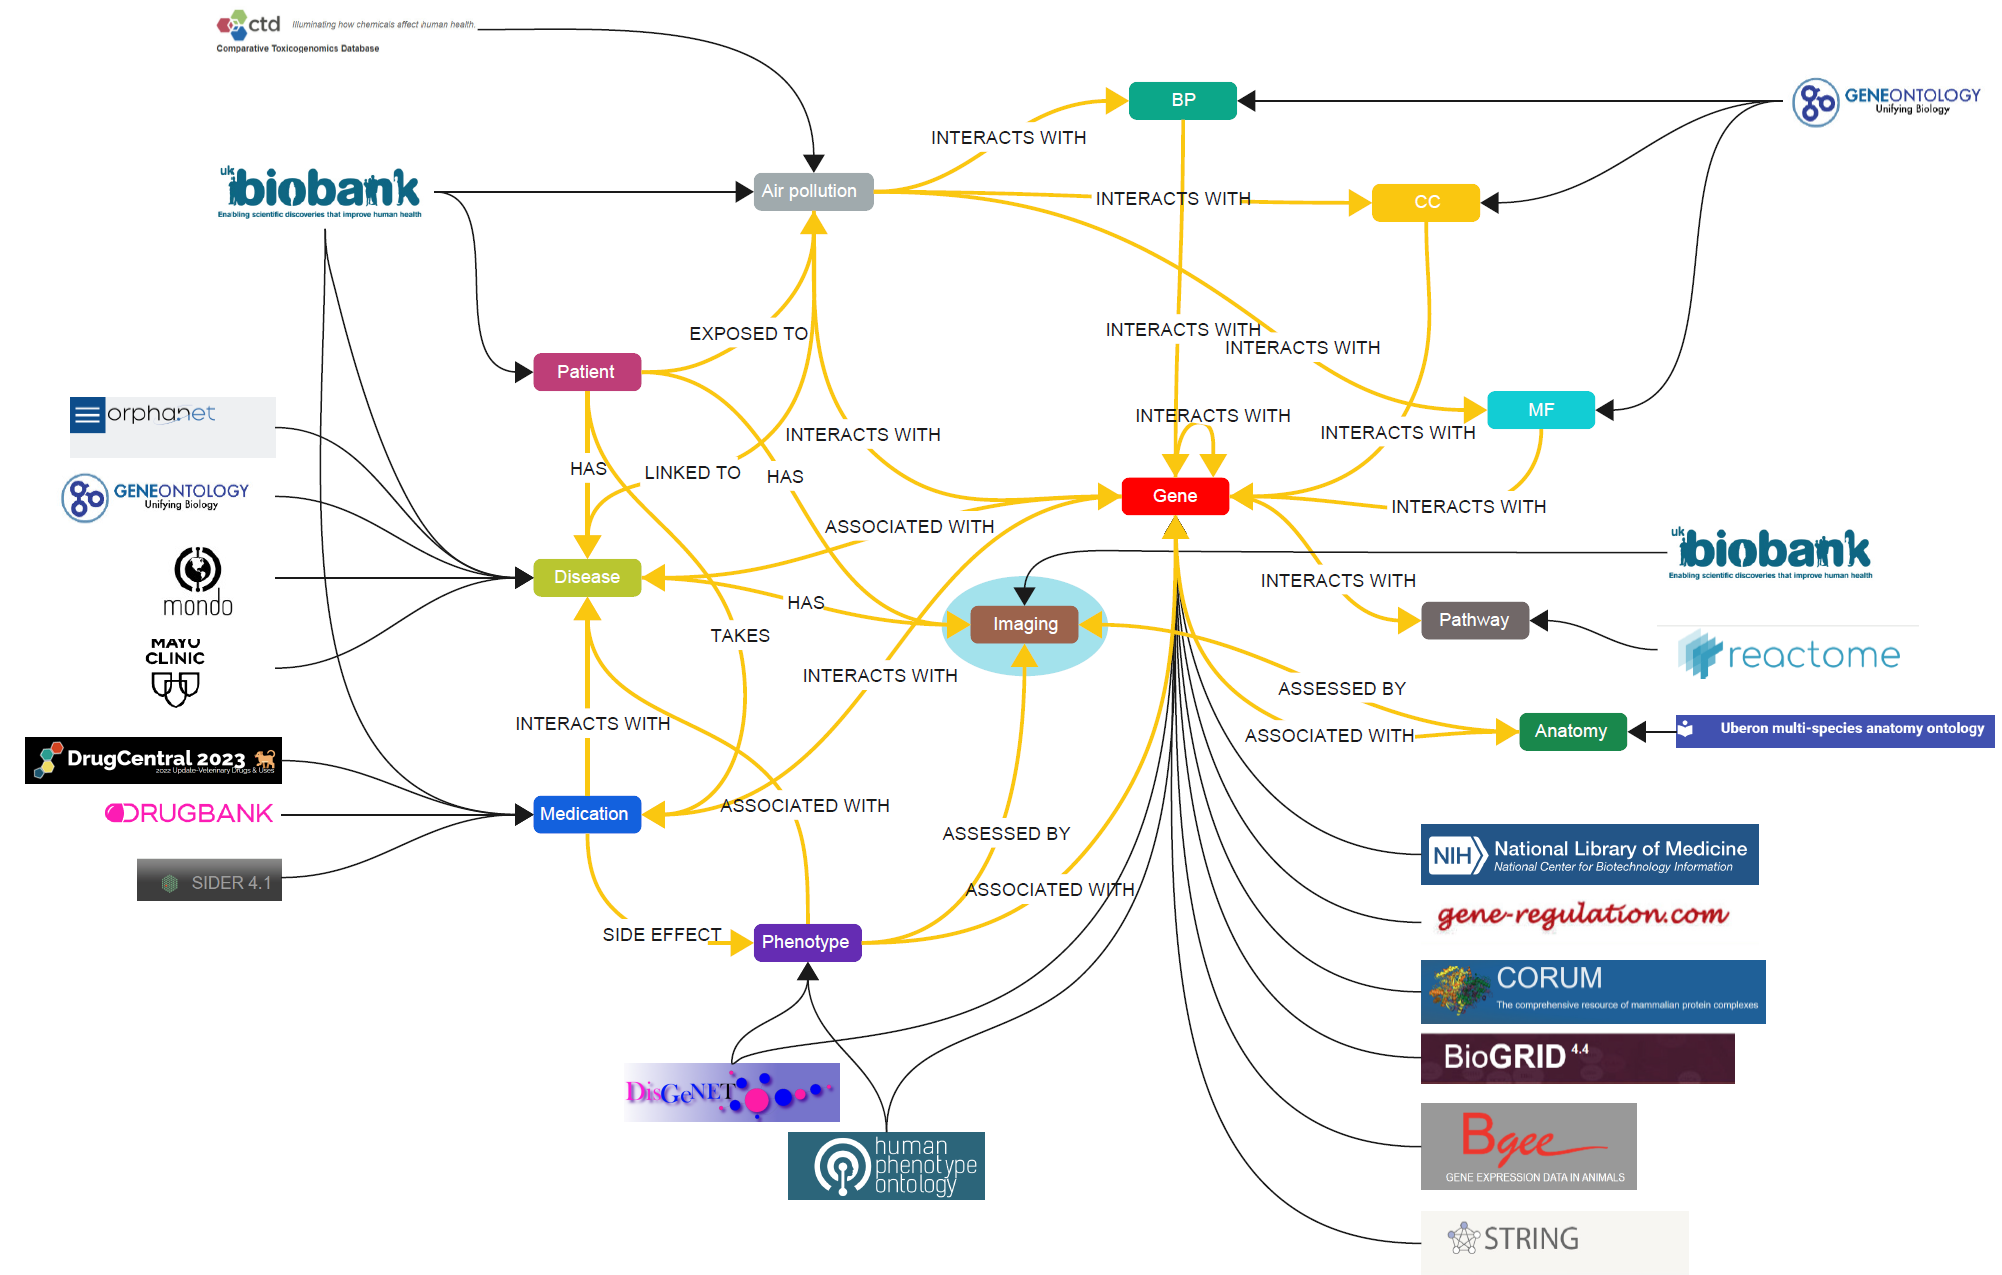 ctd Illuminating how chemicals affect human health.
Comparative Toxicogenomics Database
BP
GENEONTOLOGY
Unifying Biology
INTERACTS WITH
uk biobank
Enabling scientific discoveries that improve human health
Air pollution
INTERACTS WITH
CC
EXPOSED TO
INTERACTS WITH
INTERACTS WITH
Patient
MF
orphanet
INTERACTS WITH
INTERACTS WITH
INTERACTS WITH
HAS
LINKED TO
HAS
GENEONTOLOGY
Unifying Biology
Gene
INTERACTS WITH
ASSOCIATED WITH
uk biobank
Enabling scientific discoveries that improve human health
Disease
INTERACTS WITH
mondo
HAS
Imaging
Pathway
TAKES
MAYO
CLINIC
reactome
INTERACTS WITH
ASSESSED BY
INTERACTS WITH
ASSOCIATED WITH
Anatomy
Uberon multi-species anatomy ontology
DrugCentral 2023
2022 Update-Veterinary Drugs & Uses
DRUGBANK
Medication
ASSOCIATED WITH
ASSESSED BY
NIH National Library of Medicine
National Center for Biotechnology Information
SIDER 4.1
ASSOCIATED WITH
gene-regulation.com
SIDE EFFECT
Phenotype
CORUM
The comprehensive resource of mammalian protein complexes
BioGRID 4.4
DisGeNET
Bgee
GENE EXPRESSION DATA IN ANIMALS
human
phenotype
ontology
STRING